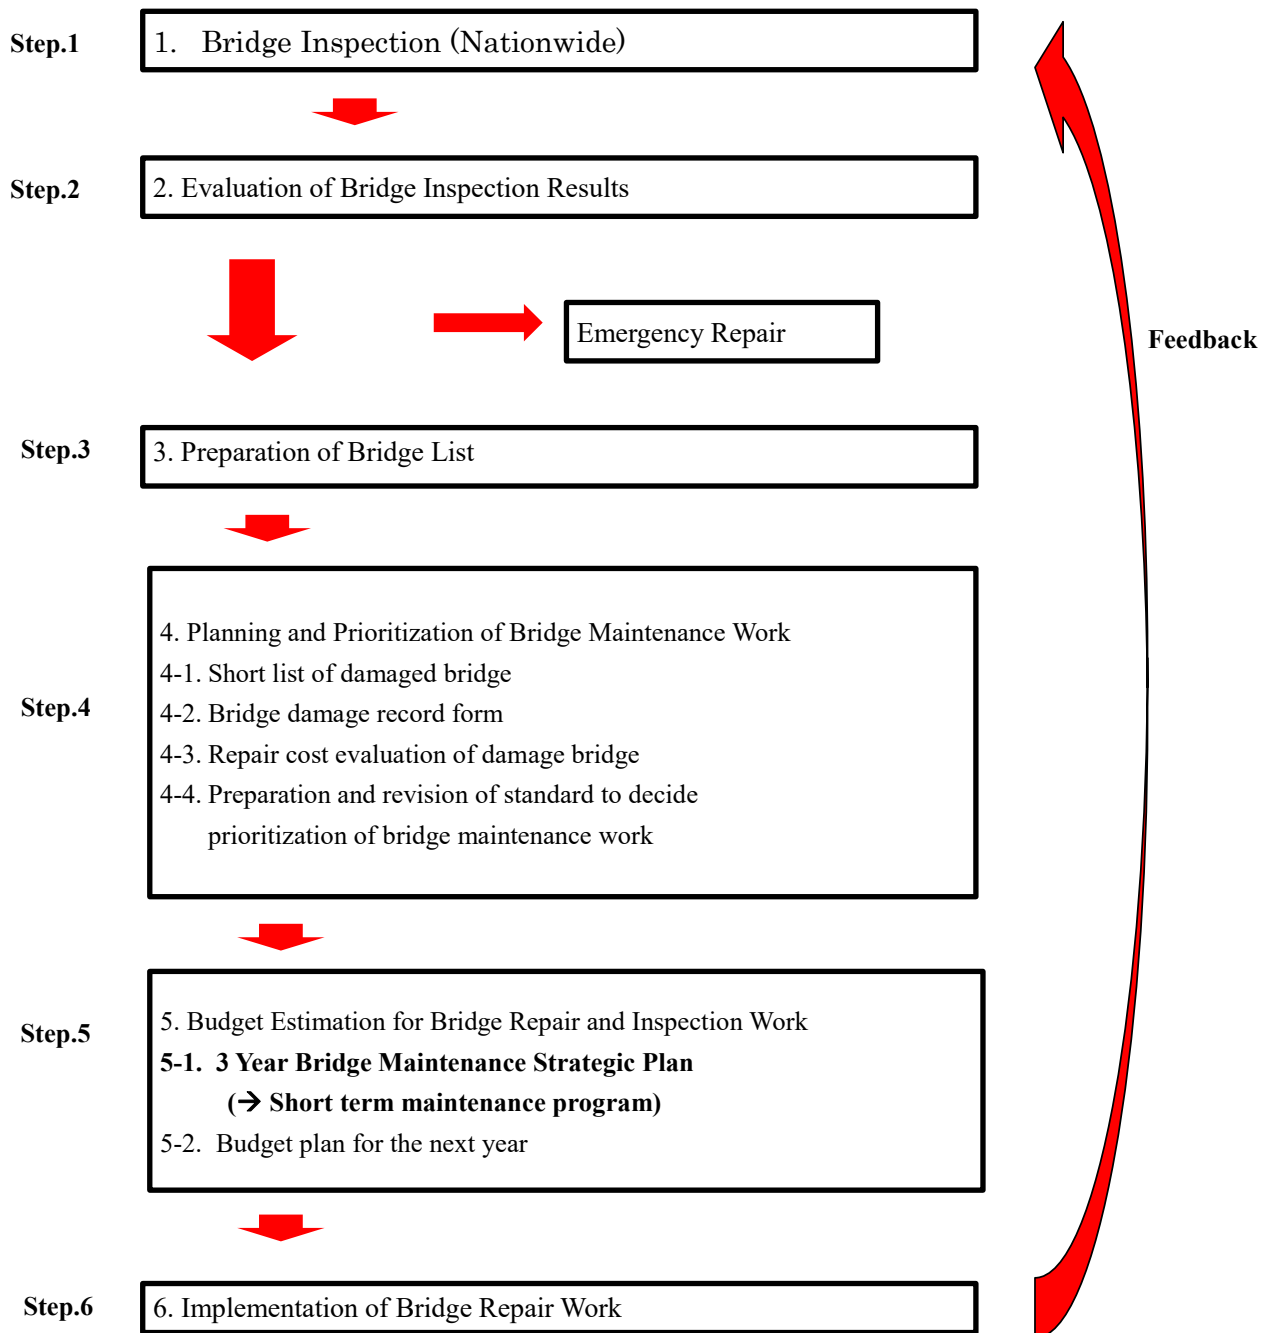 Step.1
1. Bridge Inspection (Nationwide)
Step.2
2. Evaluation of Bridge Inspection Results
Emergency Repair
Feedback
Step.3
3. Preparation of Bridge List
Step.4
4. Planning and Prioritization of Bridge Maintenance Work
4-1. Short list of damaged bridge
4-2. Bridge damage record form
4-3. Repair cost evaluation of damage bridge
4-4. Preparation and revision of standard to decide
prioritization of bridge maintenance work
Step.5
5. Budget Estimation for Bridge Repair and Inspection Work
5-1. 3 Year Bridge Maintenance Strategic Plan
(→ Short term maintenance program)
5-2. Budget plan for the next year
Step.6
6. Implementation of Bridge Repair Work